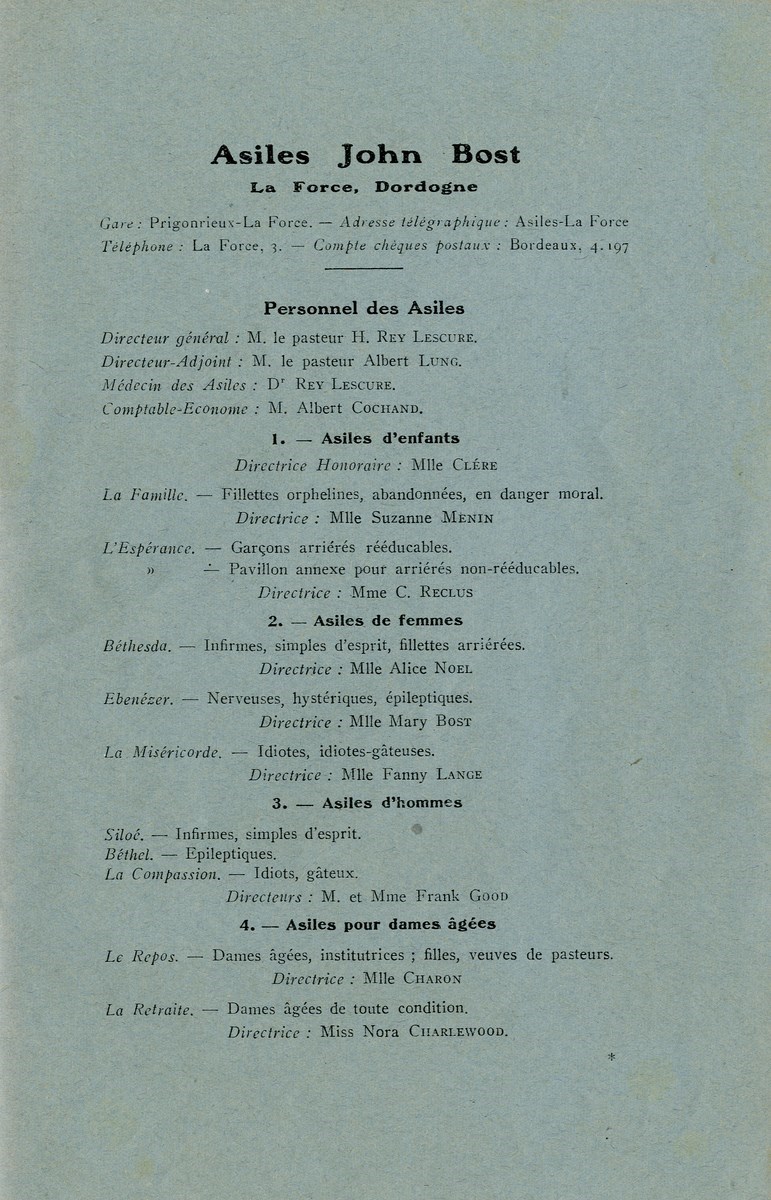 Asiles John Bost
La Force, Dordogne
Gare : Prigonrieux-La Force. — Adresse télégraphique : Asiles-La Force
Téléphone : La Force, 3. — Compte chèques postaux : Bordeaux, 4.197
Personnel des Asiles
Directeur général : M. le pasteur H. REY LESCURE.
Directeur-Adjoint : M. le pasteur Albert LUNG.
Médecin des Asiles : Dr REY LESCURE.
Comptable-Econome : M. Albert COCHAND.
1. — Asiles d'enfants
Directrice Honoraire : Mlle CLÉRE
La Famille. — Fillettes orphelines, abandonnées, en danger moral.
Directrice : Mlle Suzanne MENIN
L'Espérance. — Garçons arriérés rééducables.
» — Pavillon annexe pour arriérés non-rééducables.
Directrice : Mme C. RECLUS
2. — Asiles de femmes
Béthesda. — Infirmes, simples d'esprit, fillettes arriérées.
Directrice : Mlle Alice NOEL
Ebenézer. — Nerveuses, hystériques, épileptiques.
Directrice : Mlle Mary BOST
La Miséricorde. — Idiotes, idiotes-gâteuses.
Directrice : Mlle Fanny LANGE
3. — Asiles d'hommes
Siloé. — Infirmes, simples d'esprit.
Béthel. — Epileptiques.
La Compassion. — Idiots, gâteux.
Directeurs : M. et Mme Frank GOOD
4. — Asiles pour dames âgées
Le Repos. — Dames âgées, institutrices ; filles, veuves de pasteurs.
Directrice : Mlle CHARON
La Retraite. — Dames âgées de toute condition.
Directrice : Miss Nora CHARLEWOOD.
*